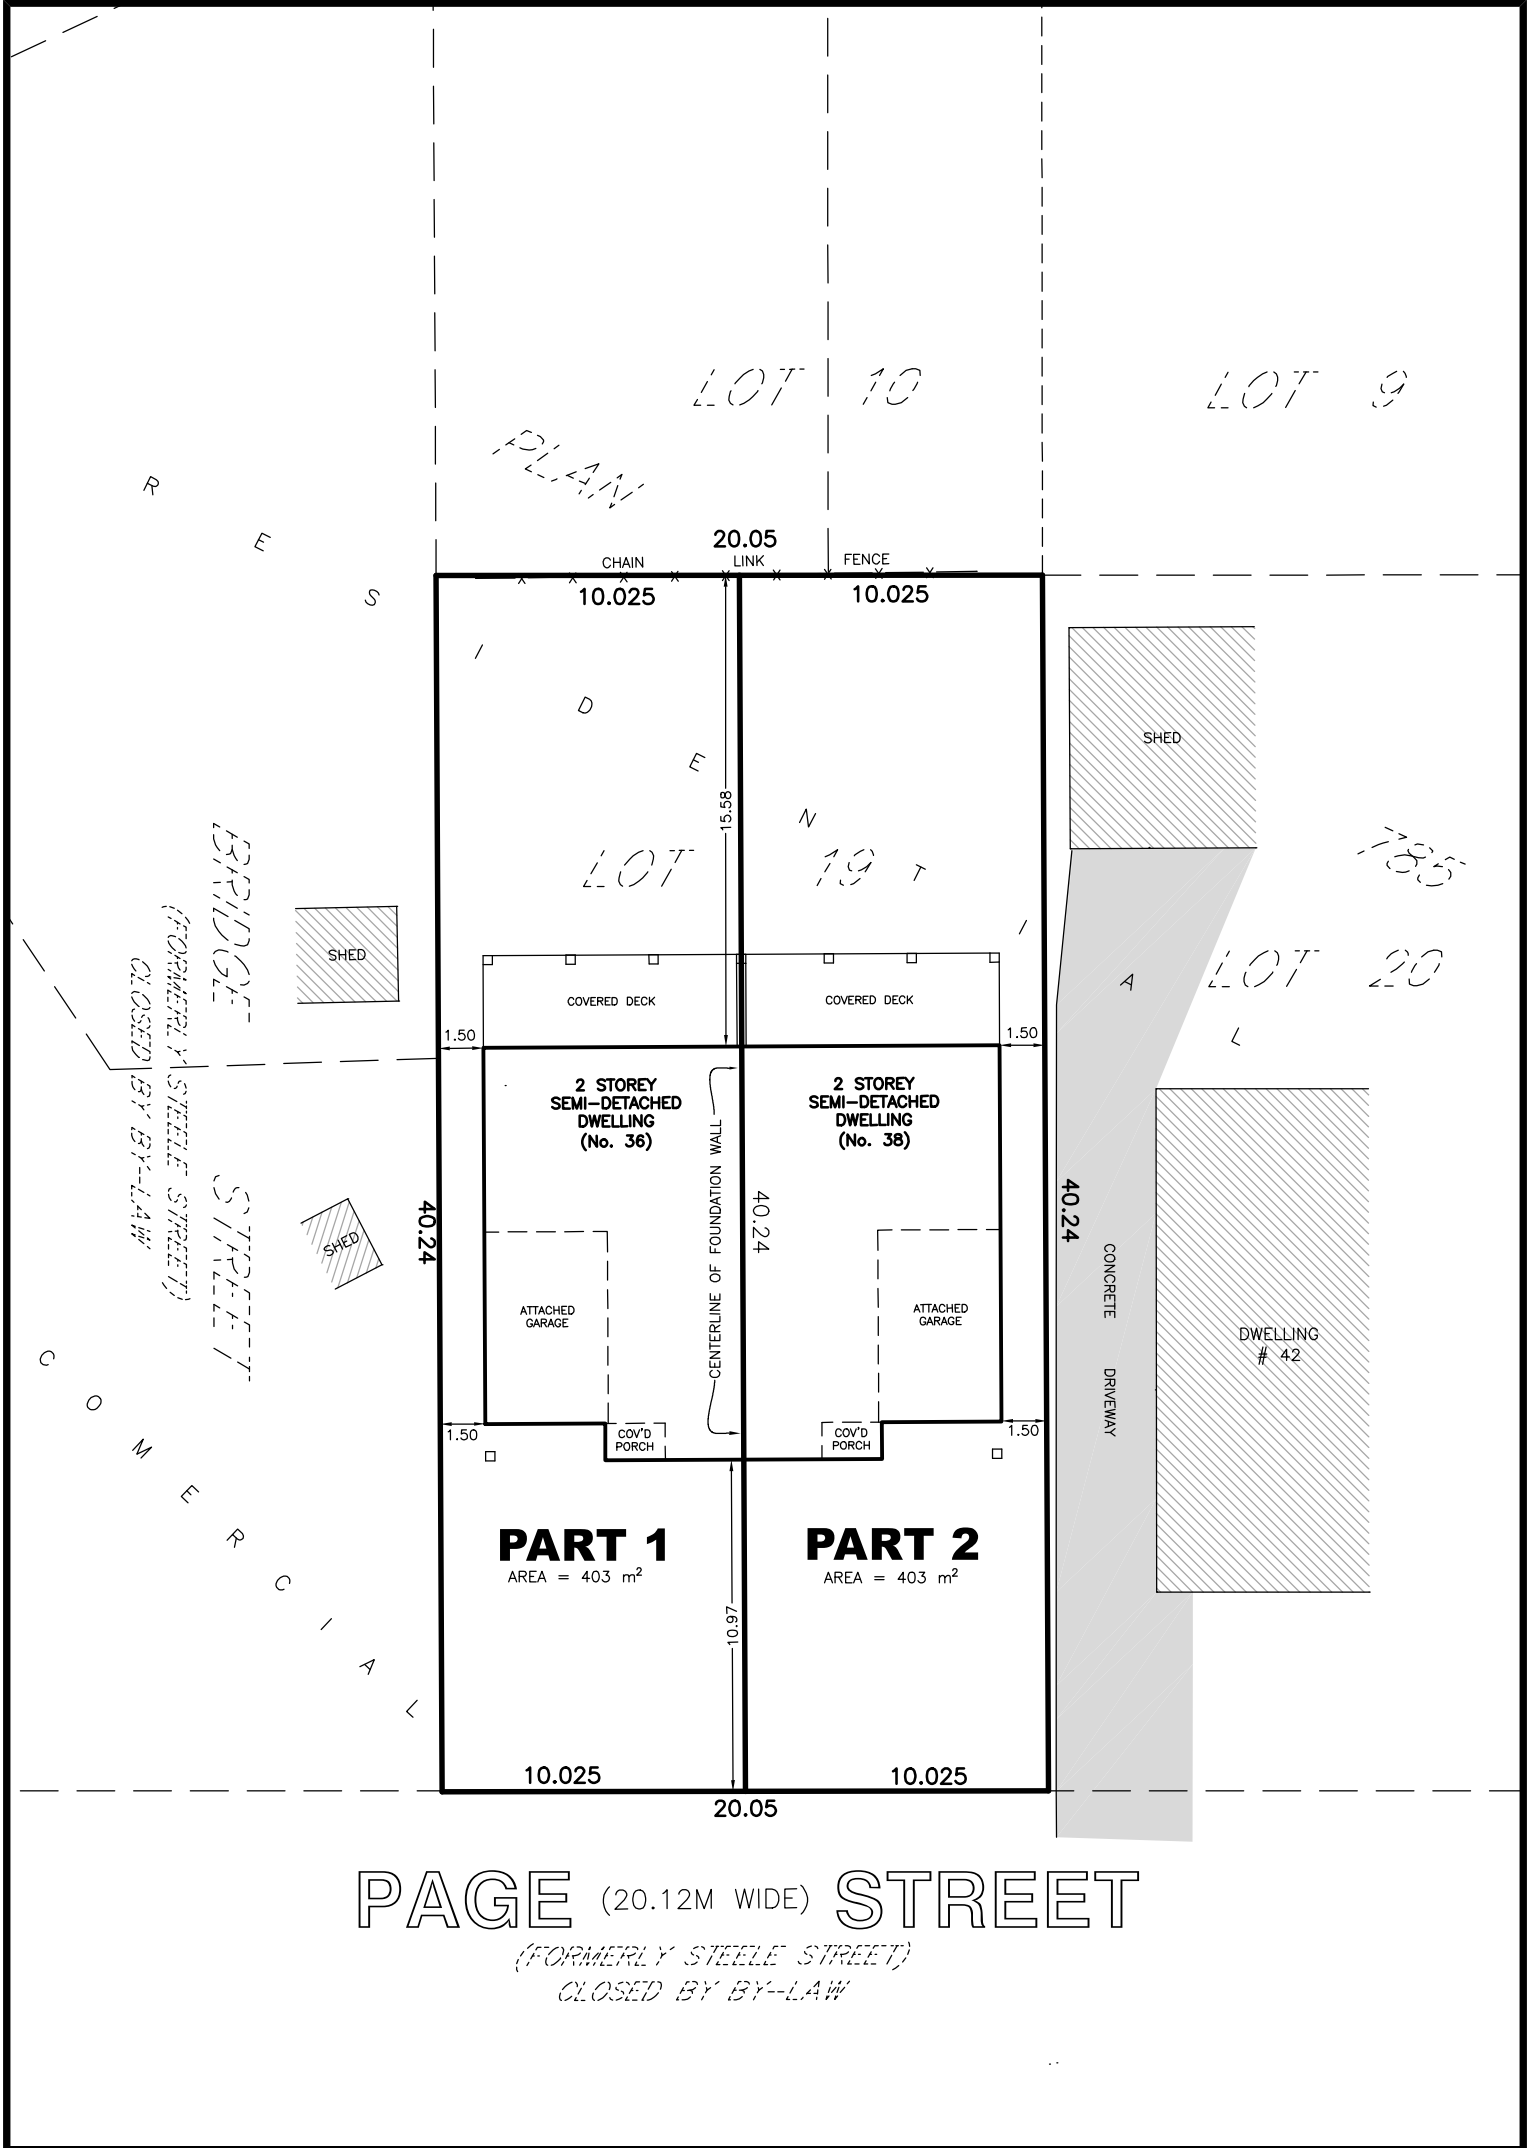 LOT 10
LOT 9
PLAN
RESIDENTIAL
20.05
CHAIN LINK FENCE
10.025
10.025
SHED
15.58
LOT 19
785
BRIDGE STREET
(FORMERLY STEELE STREET)
CLOSED BY BY-LAW
SHED
LOT 20
COVERED DECK
COVERED DECK
1.50
1.50
2 STOREY
SEMI-DETACHED
DWELLING
(No. 36)
2 STOREY
SEMI-DETACHED
DWELLING
(No. 38)
CENTERLINE OF FOUNDATION WALL
40.24
40.24
40.24
SHED
CONCRETE DRIVEWAY
ATTACHED
GARAGE
ATTACHED
GARAGE
DWELLING
# 42
COMMERCIAL
1.50
COV'D
PORCH
COV'D
PORCH
1.50
PART 1
AREA = 403 m²
PART 2
AREA = 403 m²
10.97
10.025
10.025
20.05
PAGE (20.12M WIDE) STREET
(FORMERLY STEELE STREET)
CLOSED BY BY-LAW